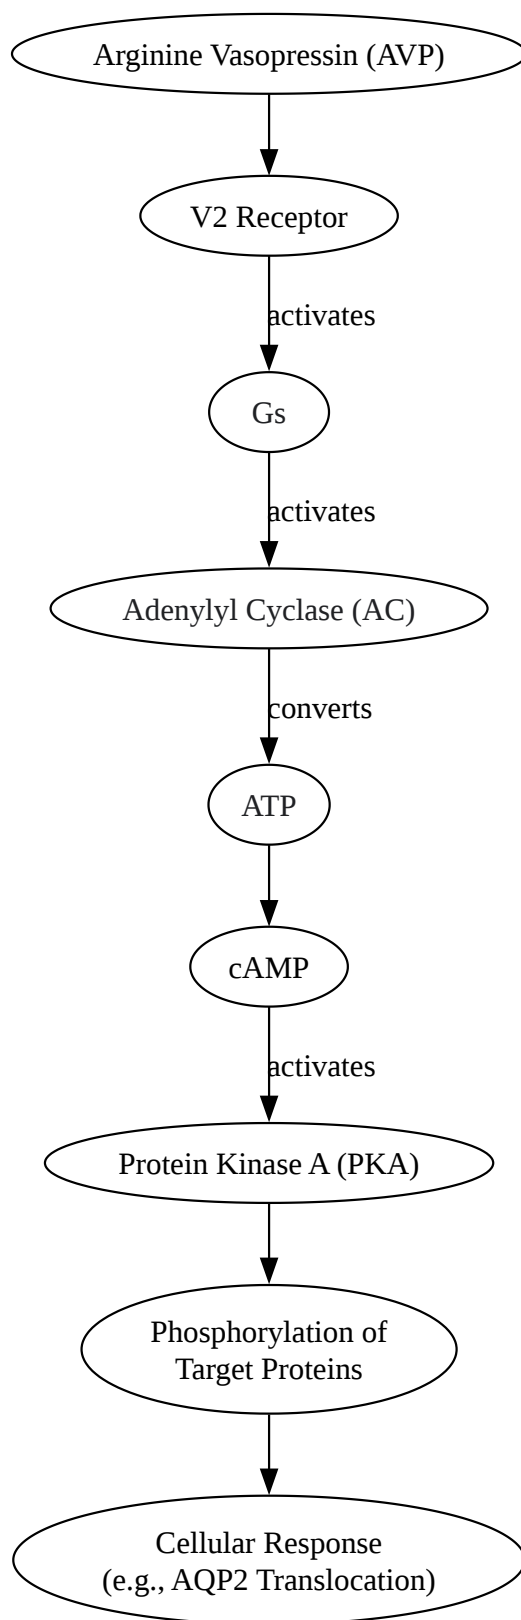 Arginine Vasopressin (AVP)
V2 Receptor
activates
Gs
activates
Adenylyl Cyclase (AC)
converts
ATP
cAMP
activates
Protein Kinase A (PKA)
Phosphorylation of
Target Proteins
Cellular Response
(e.g., AQP2 Translocation)